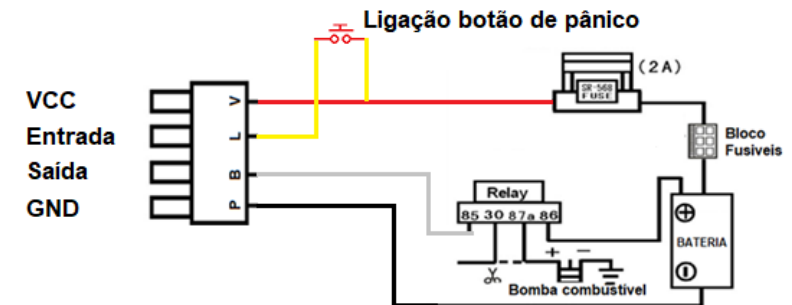 Ligação botão de pânico
(2A)
SR-568
FUSE
VCC
V
Entrada
L
Saída
B
GND
P
Bloco
Fusiveis
Relay
85 30 87a 86
BATERIA
+ -
Bomba combustível